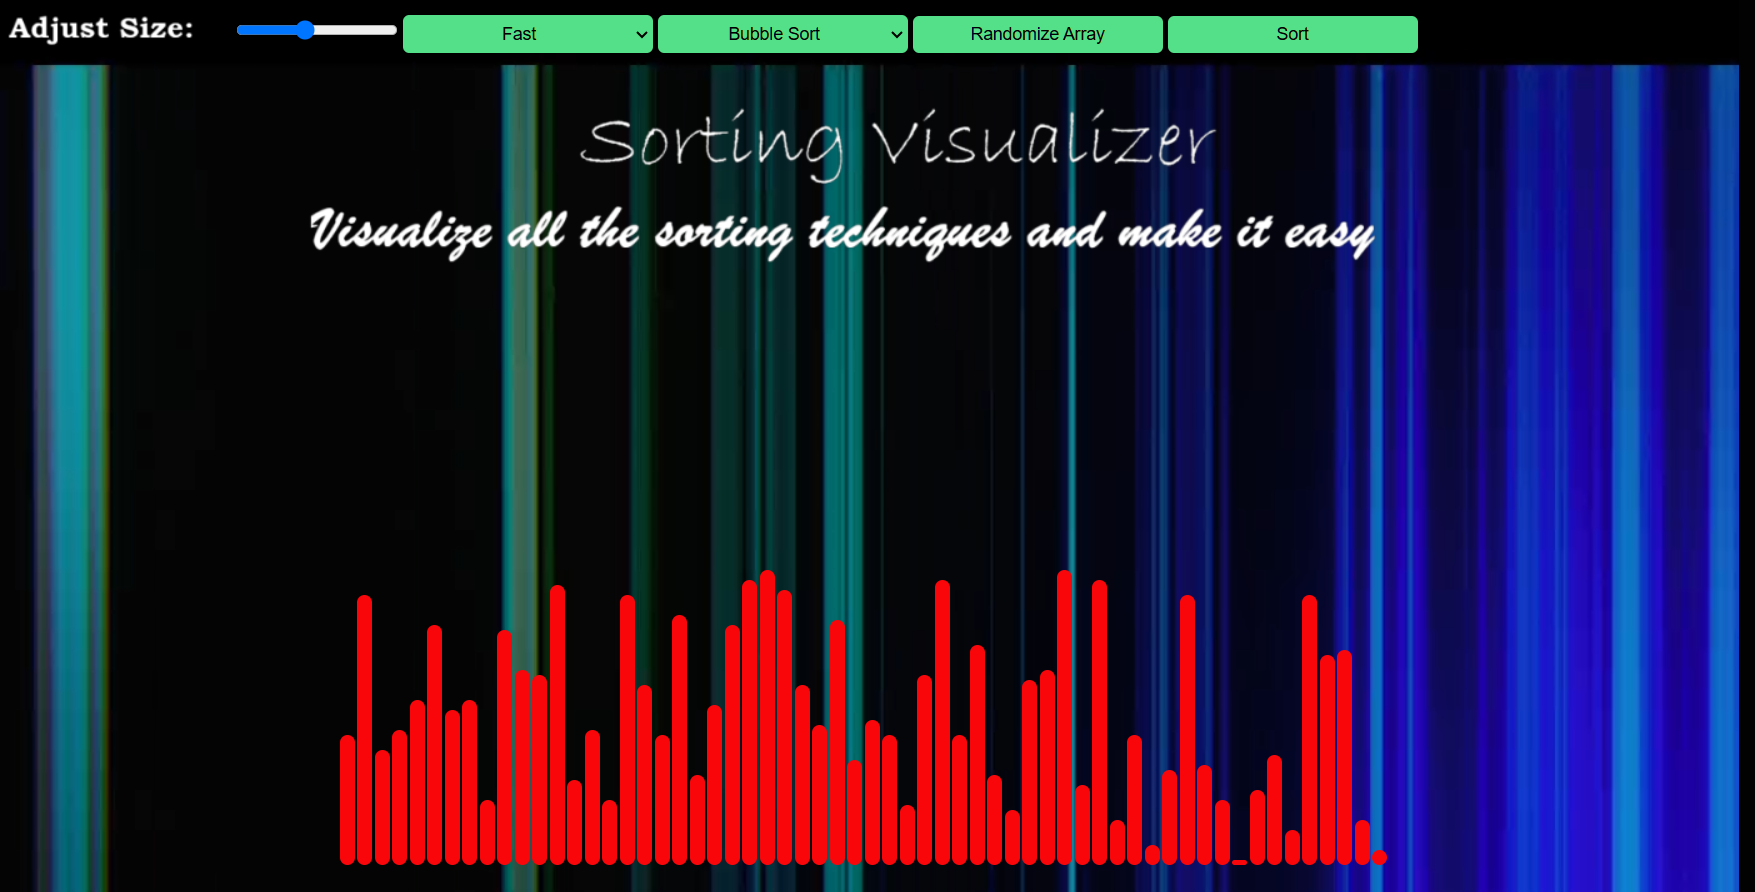 Adjust Size: Fast Bubble Sort Randomize Array Sort
Sorting Visualizer
Visualize all the sorting techniques and make it easy